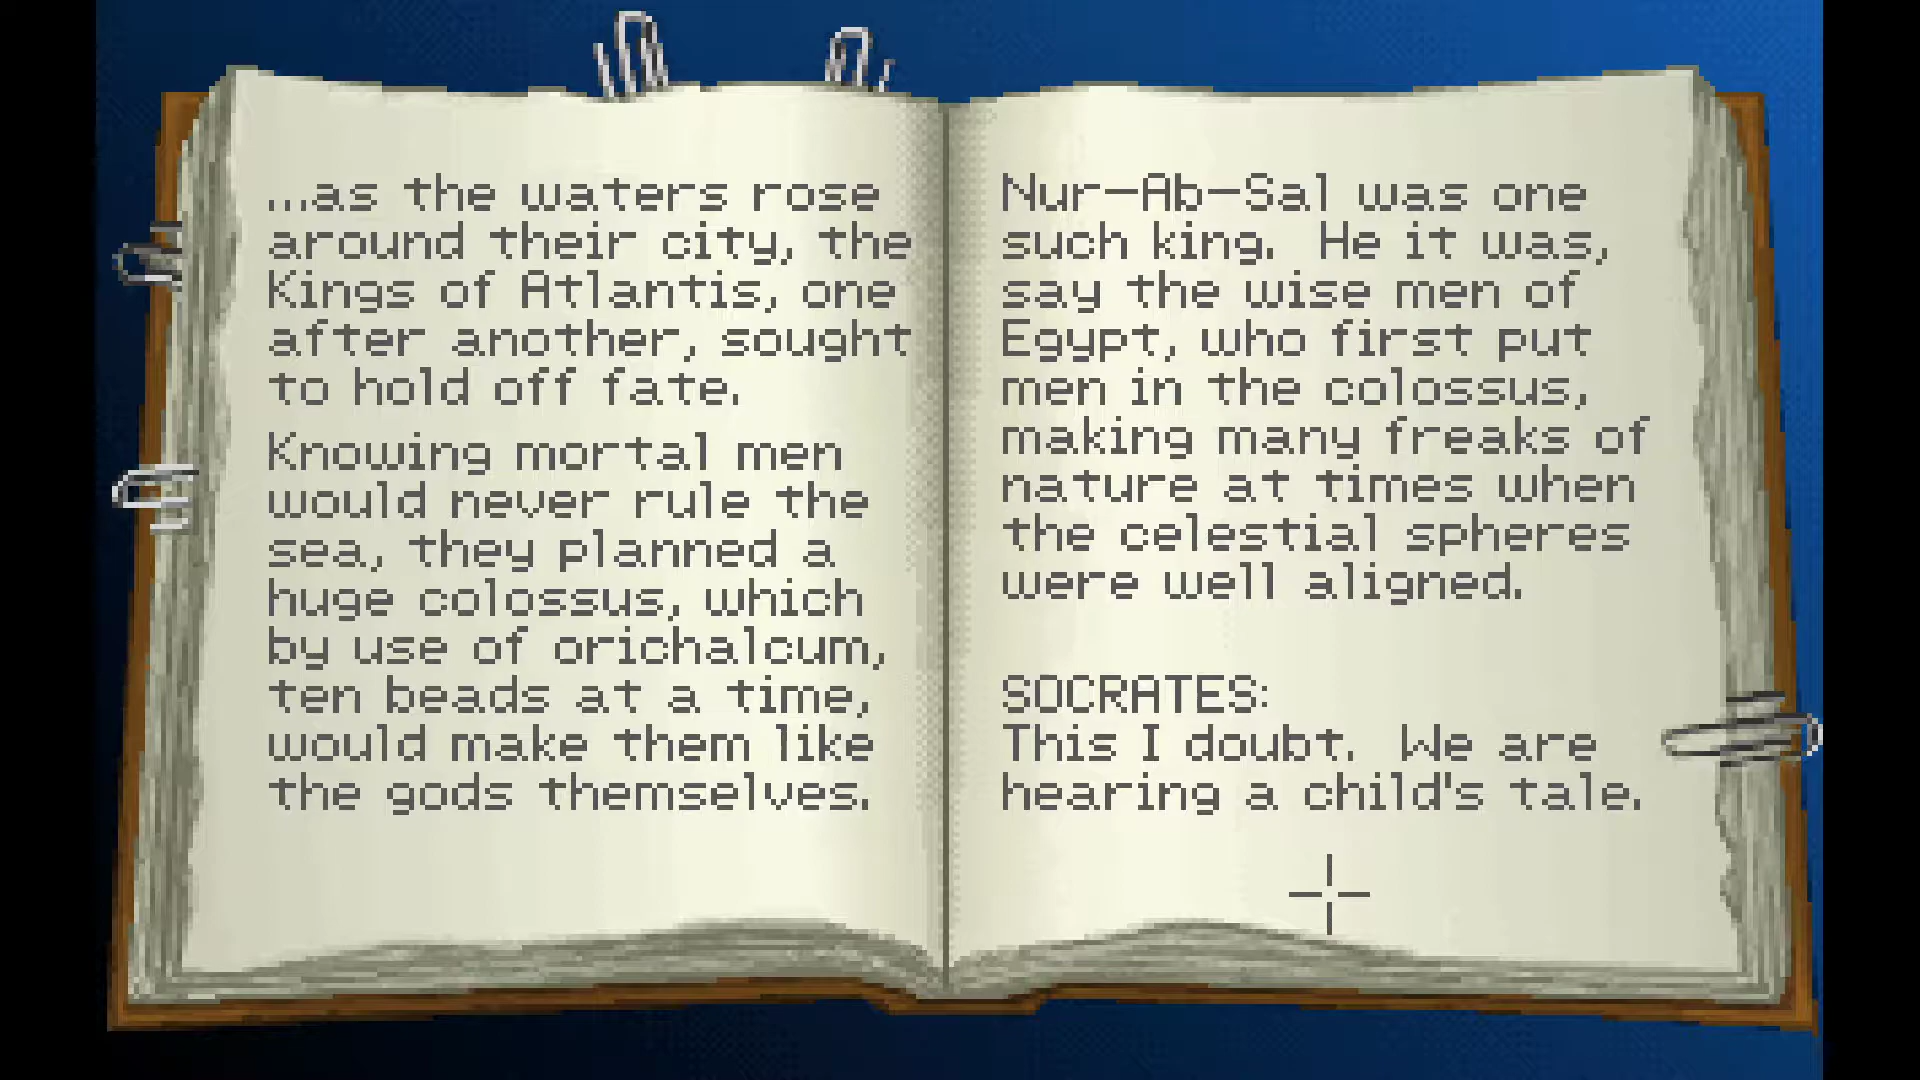 ...as the waters rose
around their city, the
Kings of Atlantis, one
after another, sought
to hold off fate.
Knowing mortal men
would never rule the
sea, they planned a
huge colossus, which
by use of orichalcum,
ten beads at a time,
would make them like
the gods themselves.
Nur-Ab-Sal was one
such king.  He it was,
say the wise men of
Egypt, who first put
men in the colossus,
making many freaks of
nature at times when
the celestial spheres
were well aligned.
SOCRATES:
This I doubt.  We are
hearing a child's tale.